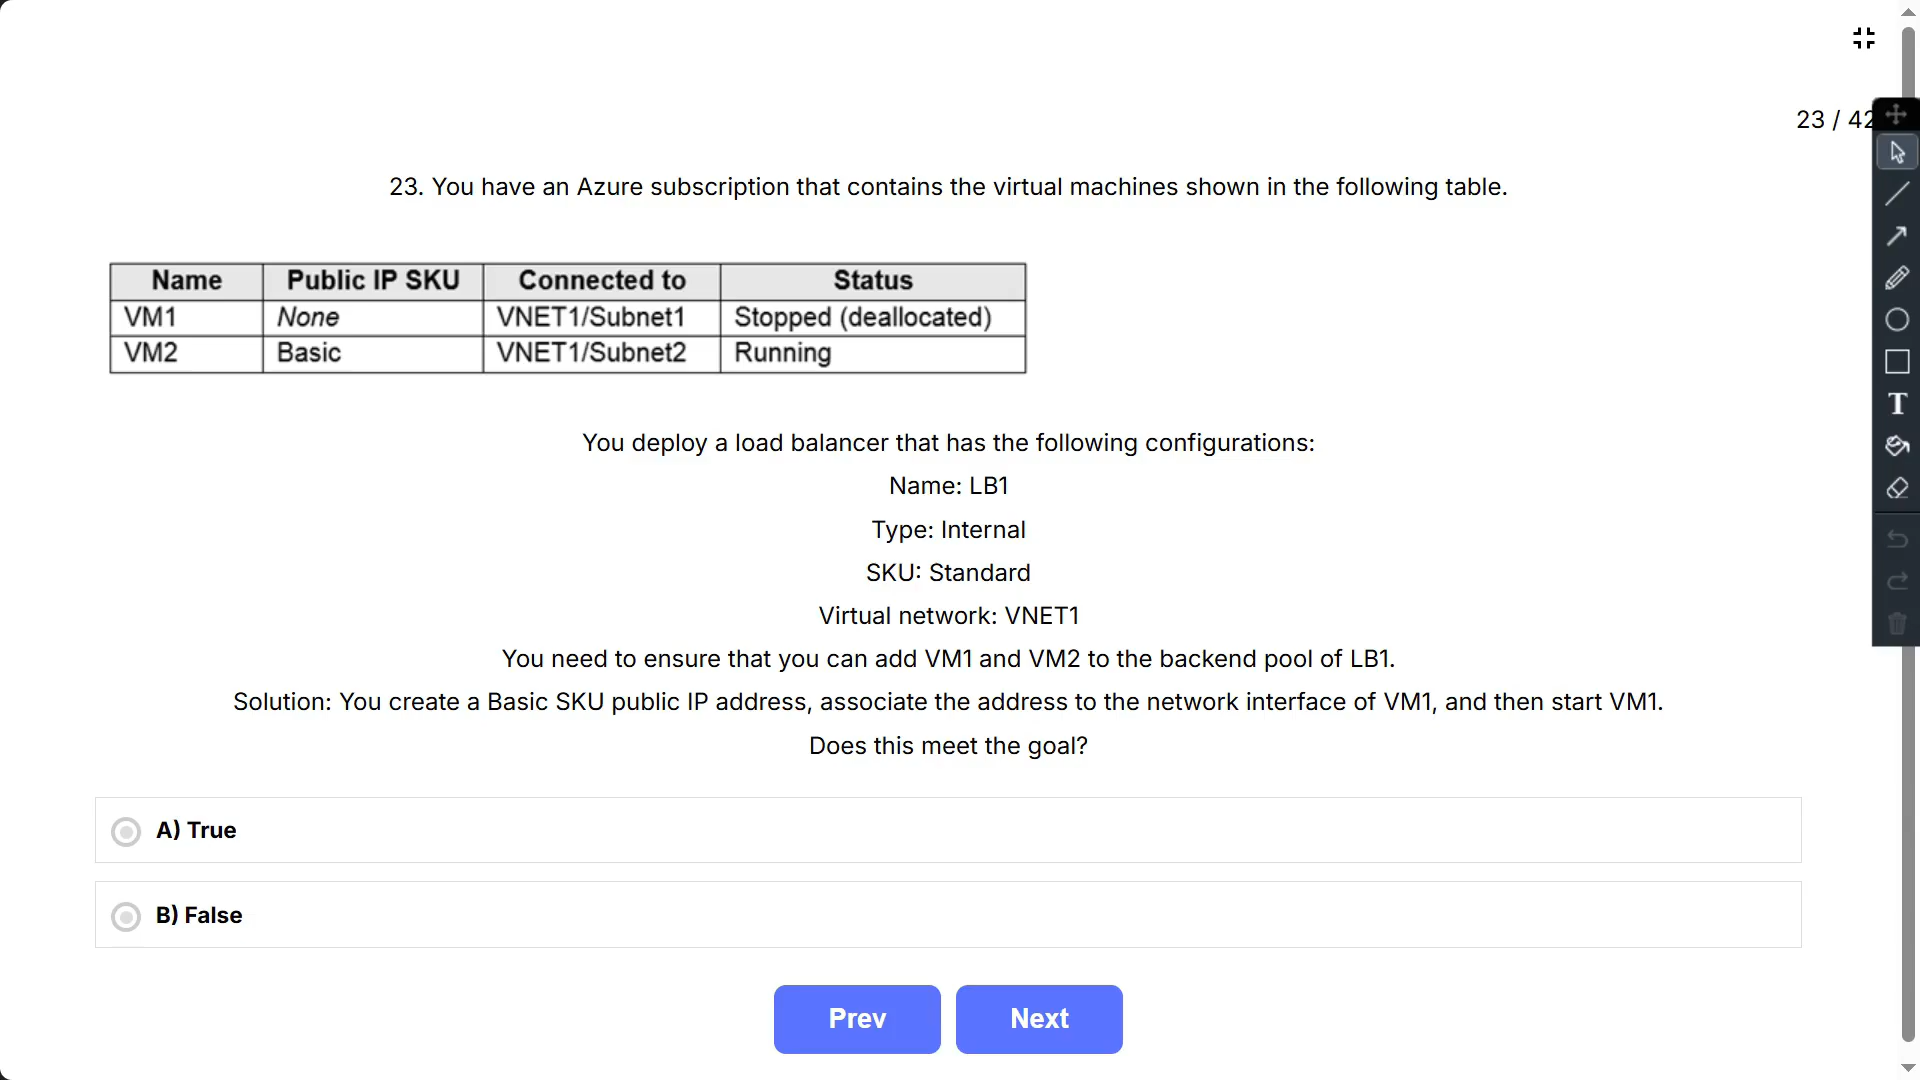 23 / 42
23. You have an Azure subscription that contains the virtual machines shown in the following table.
Name Public IP SKU Connected to Status
VM1 None VNET1/Subnet1 Stopped (deallocated)
VM2 Basic VNET1/Subnet2 Running
You deploy a load balancer that has the following configurations:
Name: LB1
Type: Internal
SKU: Standard
Virtual network: VNET1
You need to ensure that you can add VM1 and VM2 to the backend pool of LB1.
Solution: You create a Basic SKU public IP address, associate the address to the network interface of VM1, and then start VM1.
Does this meet the goal?
A) True
B) False
Prev Next
T